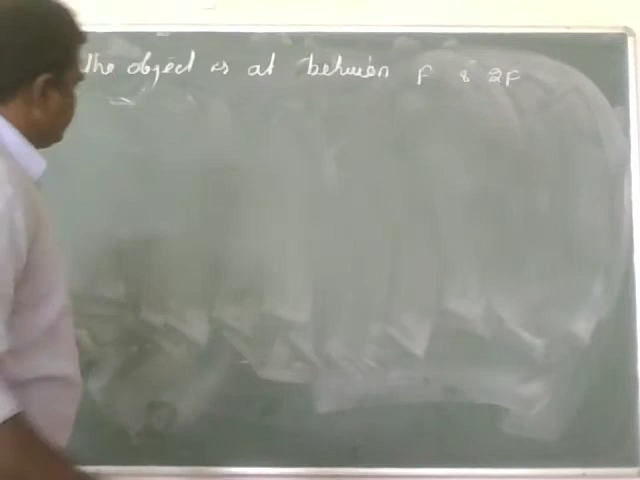 the object is at between F & 2F